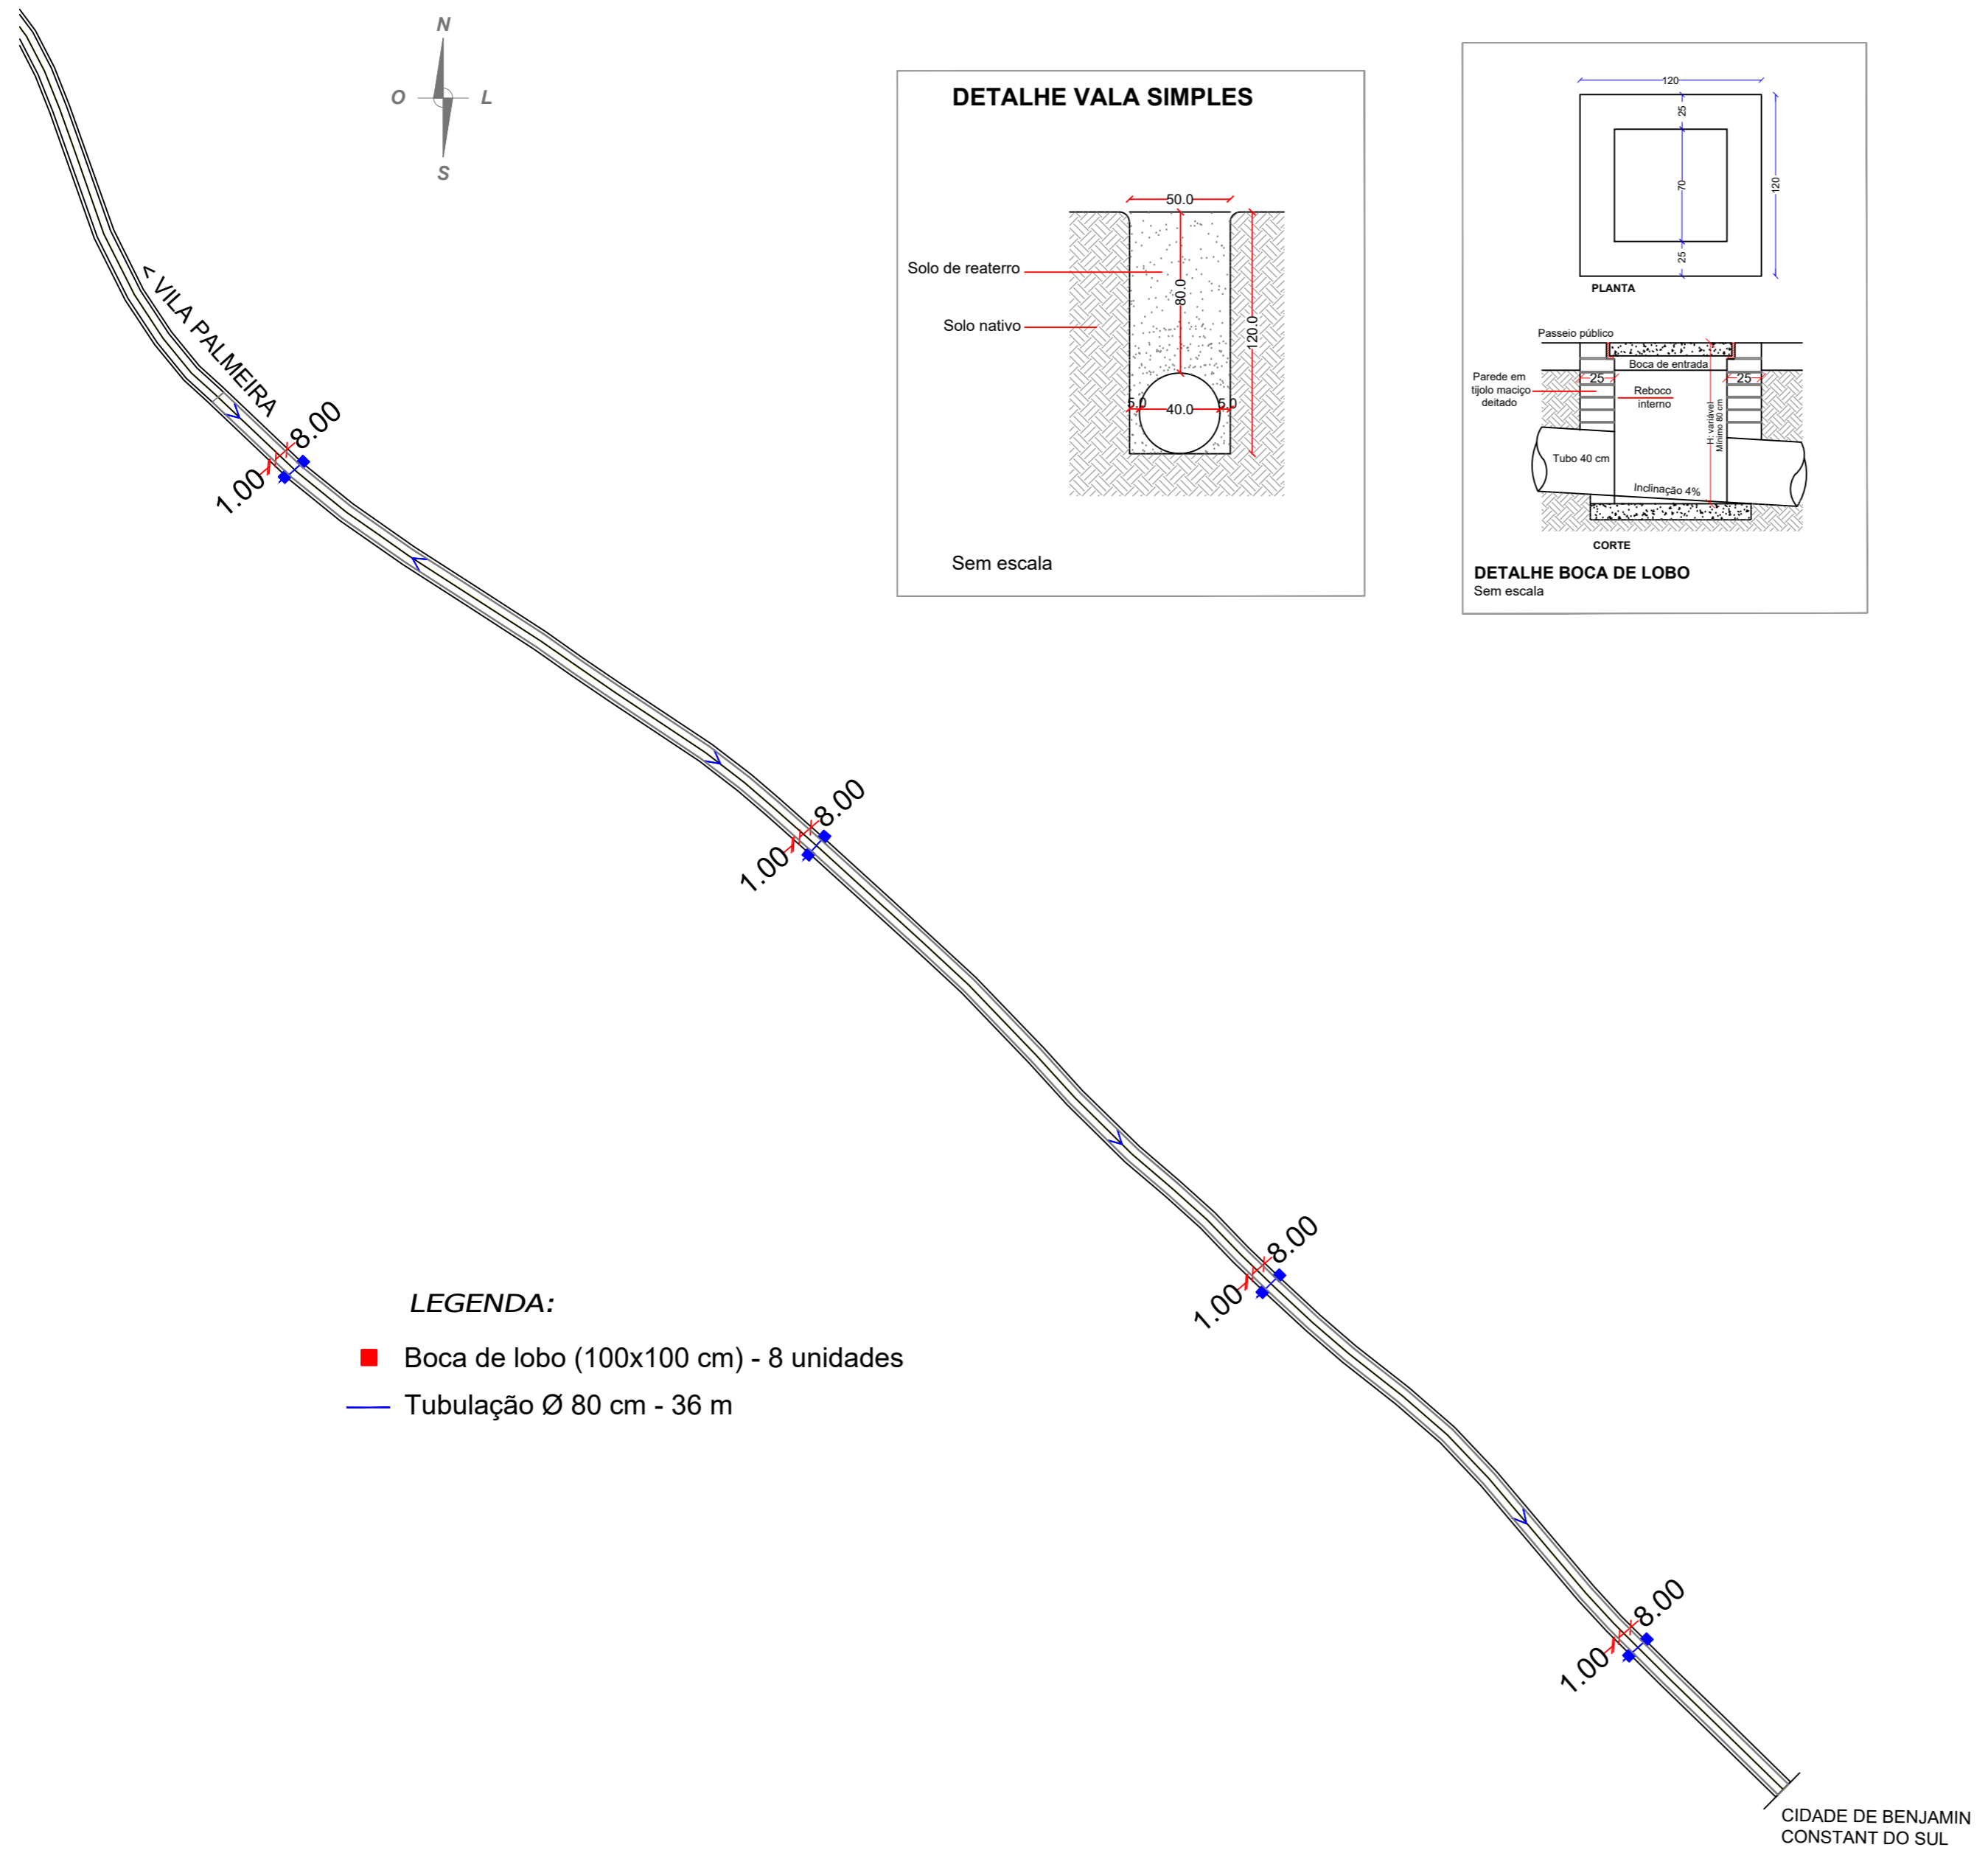 N
O
L
S
DETALHE VALA SIMPLES
50.0
Solo de reaterro
80.0
Solo nativo
120.0
5.0
40.0
5.0
Sem escala
120
25
70
120
25
PLANTA
Passeio público
Boca de entrada
Parede em
tijolo maciço
deitado
25
25
Reboco
interno
H: variável
Mínimo 80 cm
Tubo 40 cm
Inclinação 4%
CORTE
DETALHE BOCA DE LOBO
Sem escala
< VILA PALMEIRA
8.00
1.00
8.00
1.00
8.00
1.00
8.00
1.00
LEGENDA:
Boca de lobo (100x100 cm) - 8 unidades
Tubulação Ø 80 cm - 36 m
CIDADE DE BENJAMIN
CONSTANT DO SUL